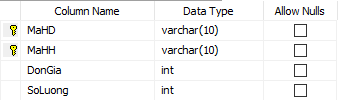 Column Name Data Type Allow Nulls
MaHD varchar(10)
MaHH varchar(10)
DonGia int
SoLuong int